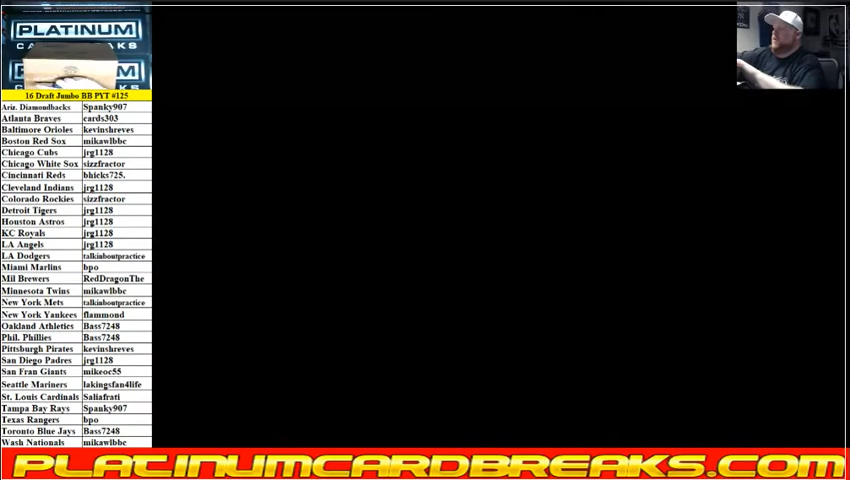 PLATINUM
CARDBREAKS
16 Draft Jumbo BB PYT #125
Ariz. Diamondbacks Spanky907
Atlanta Braves cards303
Baltimore Orioles kevinshreves
Boston Red Sox mikawlbbc
Chicago Cubs jrg1128
Chicago White Sox sizzfractor
Cincinnati Reds bhicks725.
Cleveland Indians jrg1128
Colorado Rockies sizzfractor
Detroit Tigers jrg1128
Houston Astros jrg1128
KC Royals jrg1128
LA Angels jrg1128
LA Dodgers talkinboutpractice
Miami Marlins bpo
Mil Brewers RedDragonThe
Minnesota Twins mikawlbbc
New York Mets talkinboutpractice
New York Yankees flammond
Oakland Athletics Bass7248
Phil. Phillies Bass7248
Pittsburgh Pirates kevinshreves
San Diego Padres jrg1128
San Fran Giants mikeoc55
Seattle Mariners lakingsfan4life
St. Louis Cardinals Saliafrati
Tampa Bay Rays Spanky907
Texas Rangers bpo
Toronto Blue Jays Bass7248
Wash Nationals mikawlbbc
PLATINUMCARDBREAKS.COM